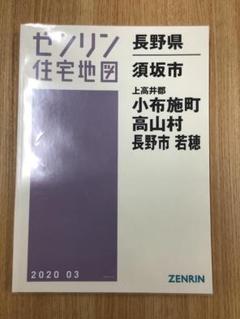 ゼンリン
住宅地図
長野県
須坂市
上高井郡
小布施町
高山村
長野市 若穂
2020 03
ZENRIN